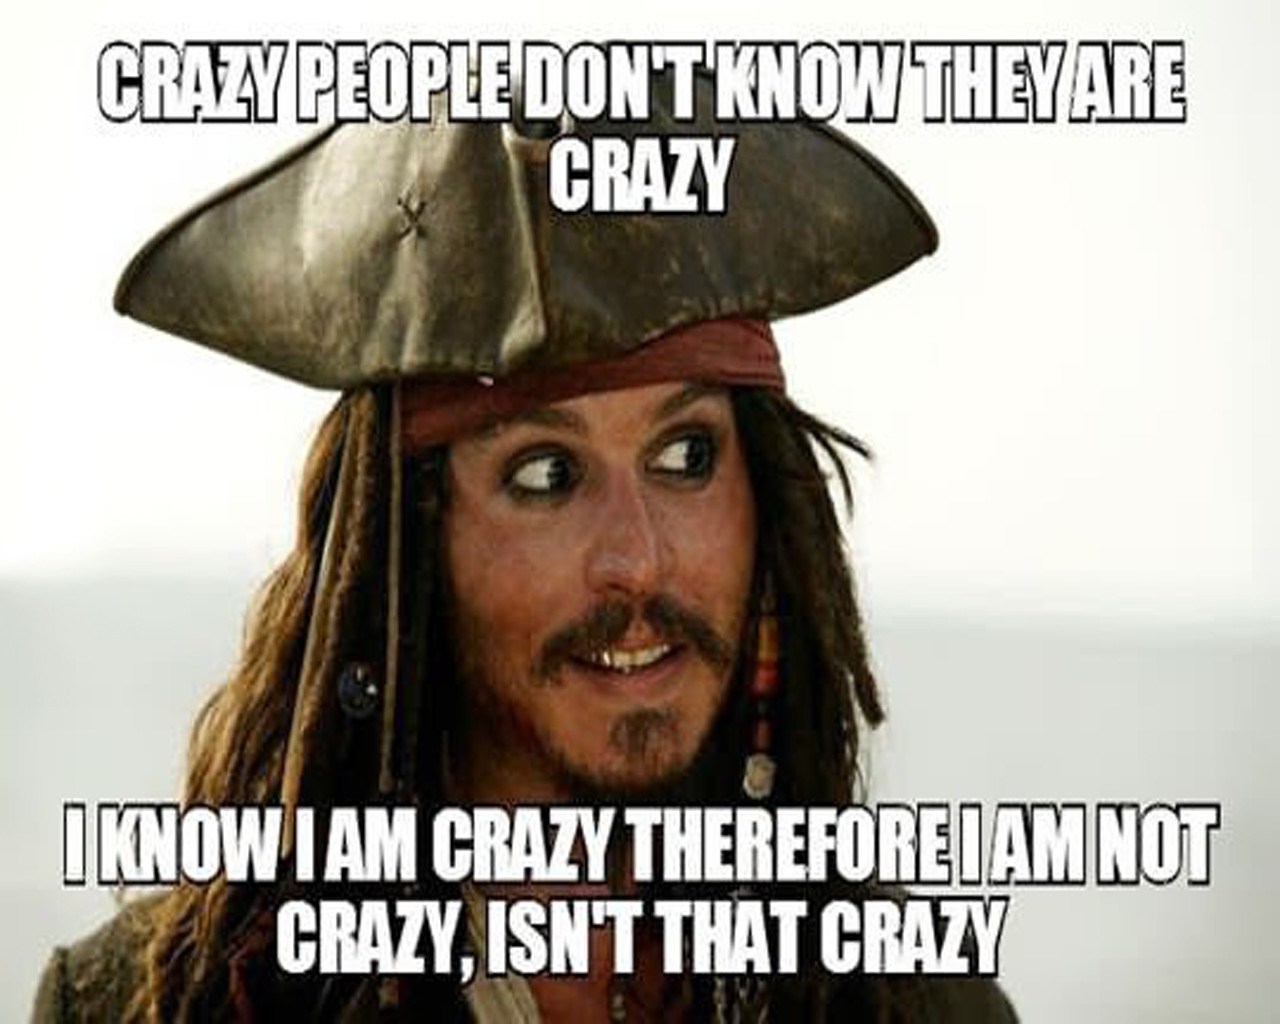 CRAZY PEOPLE DON'T KNOW THEY ARE
CRAZY
I KNOW I AM CRAZY THEREFORE I AM NOT
CRAZY, ISN'T THAT CRAZY